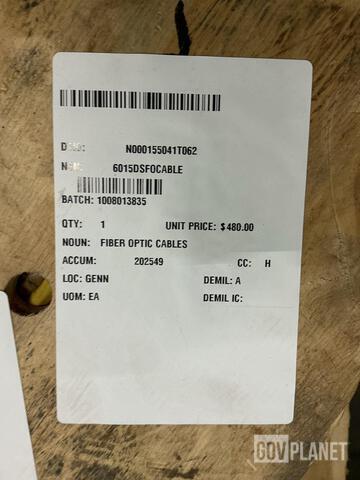 N000155041T062
6015DSFOCABLE
BATCH: 1008013835
QTY: 1 UNIT PRICE: $480.00
NOUN: FIBER OPTIC CABLES
ACCUM: 202549 CC: H
LOC: GENN DEMIL: A
UOM: EA DEMIL IC:
GOVPLANET